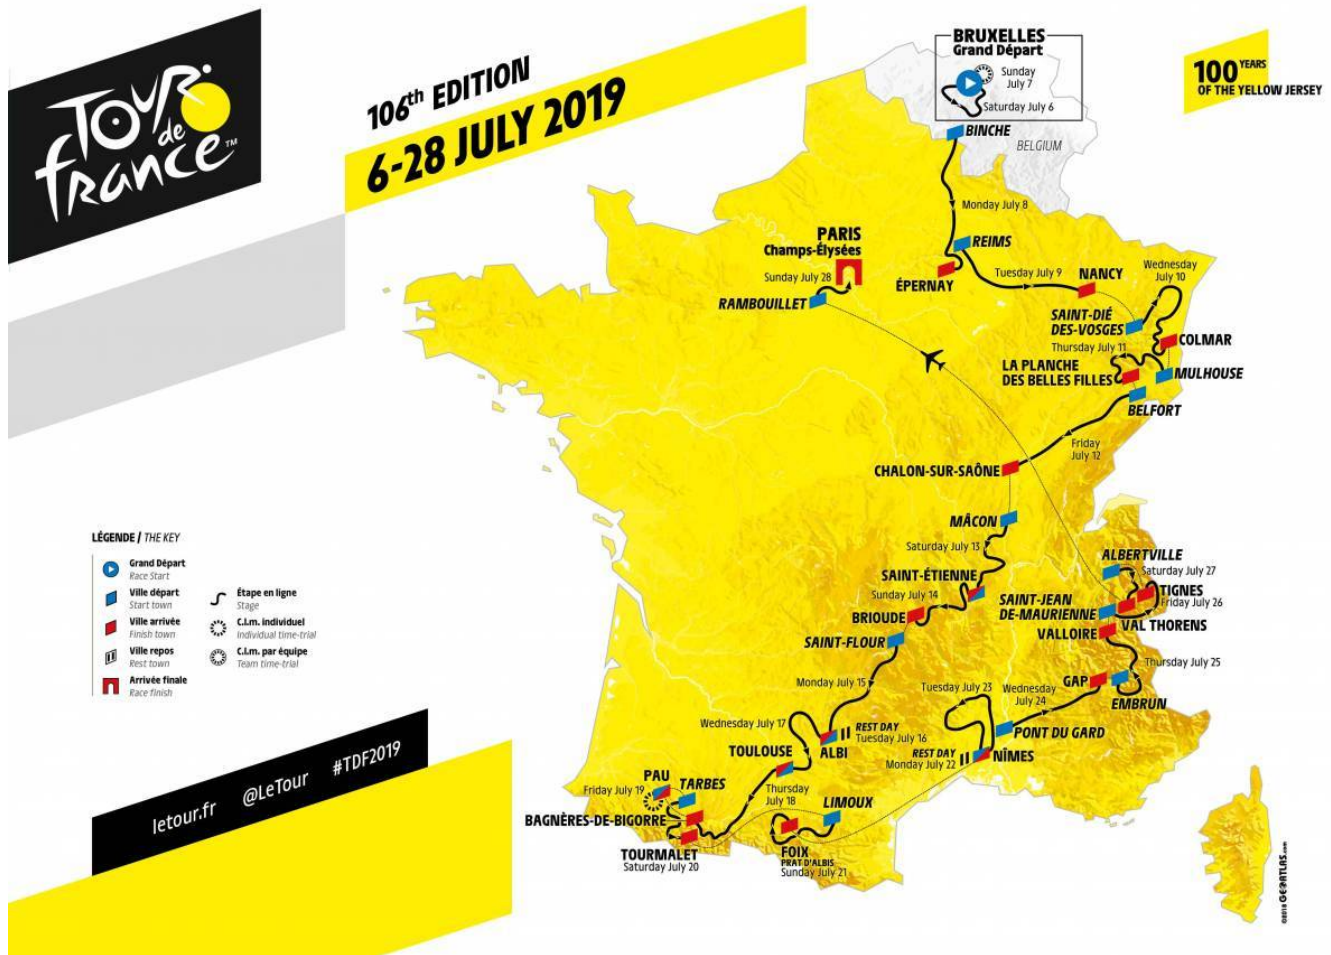 TOUR
de
france™
106th EDITION
6-28 JULY 2019
100 YEARS
OF THE YELLOW JERSEY
BRUXELLES
Grand Départ
Sunday
July 7
Saturday July 6
BINCHE
BELGIUM
Monday July 8
REIMS
PARIS
Champs-Élysées
Sunday July 28
RAMBOUILLET
ÉPERNAY
Tuesday July 9
NANCY
Wednesday
July 10
SAINT-DIÉ
DES-VOSGES
COLMAR
Thursday July 11
LA PLANCHE
DES BELLES FILLES
MULHOUSE
BELFORT
Friday
July 12
CHALON-SUR-SAÔNE
MÂCON
Saturday July 13
SAINT-ÉTIENNE
Sunday July 14
BRIOUDE
SAINT-FLOUR
ALBERTVILLE
Saturday July 27
TIGNES
Friday July 26
SAINT-JEAN
DE-MAURIENNE
VAL THORENS
VALLOIRE
Thursday July 25
GAP
EMBRUN
Monday July 15
Tuesday July 23
Wednesday
July 24
PONT DU GARD
REST DAY
Monday July 22
NÎMES
Wednesday July 17
REST DAY
Tuesday July 16
ALBI
TOULOUSE
Thursday
July 18
PAU
Friday July 19
TARBES
BAGNÈRES-DE-BIGORRE
TOURMALET
Saturday July 20
LIMOUX
FOIX
PRAT D'ALBIS
Sunday July 21
LÉGENDE / THE KEY
Grand Départ
Race Start
Ville départ
Start town
Ville arrivée
Finish town
Ville repos
Rest town
Arrivée finale
Race finish
Étape en ligne
Stage
C.l.m. individuel
Individual time-trial
C.l.m. par équipe
Team time-trial
letour.fr @LeTour #TDF2019
©2018 GEOATLAS.com